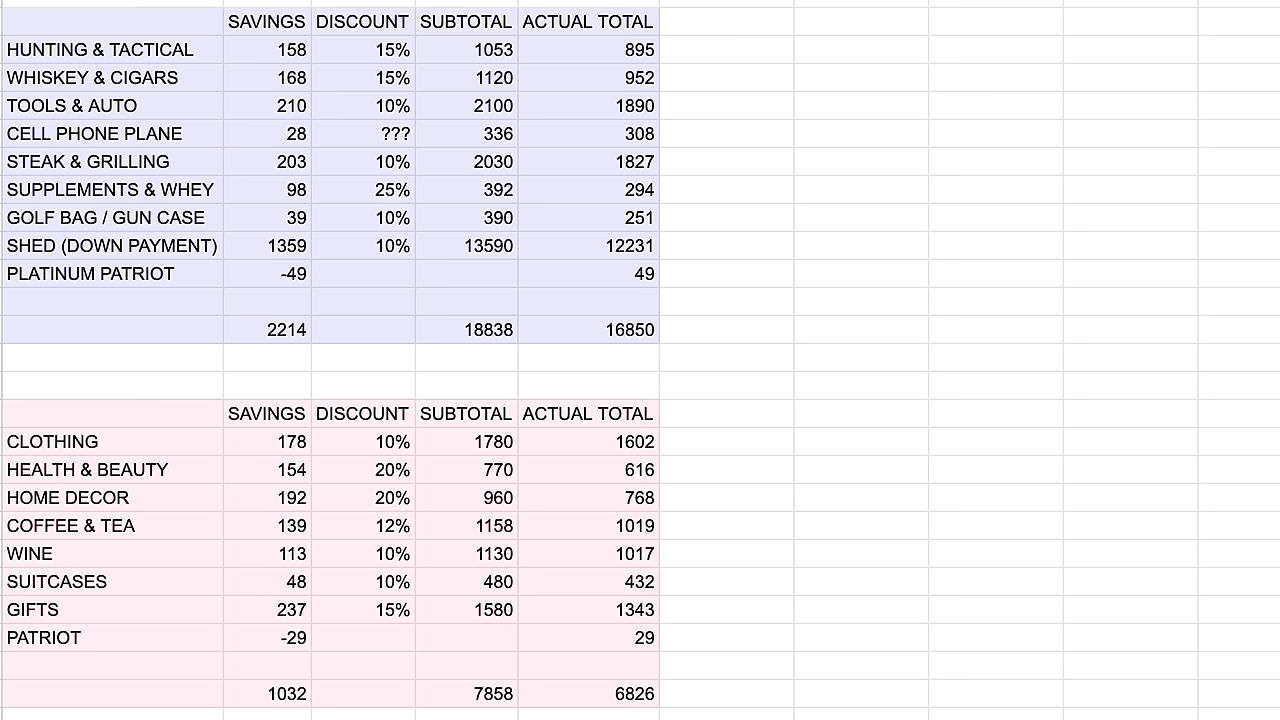 SAVINGS DISCOUNT SUBTOTAL ACTUAL TOTAL
HUNTING & TACTICAL 158 15% 1053 895
WHISKEY & CIGARS 168 15% 1120 952
TOOLS & AUTO 210 10% 2100 1890
CELL PHONE PLANE 28 ??? 336 308
STEAK & GRILLING 203 10% 2030 1827
SUPPLEMENTS & WHEY 98 25% 392 294
GOLF BAG / GUN CASE 39 10% 390 251
SHED (DOWN PAYMENT) 1359 10% 13590 12231
PLATINUM PATRIOT -49 49
2214 18838 16850
SAVINGS DISCOUNT SUBTOTAL ACTUAL TOTAL
CLOTHING 178 10% 1780 1602
HEALTH & BEAUTY 154 20% 770 616
HOME DECOR 192 20% 960 768
COFFEE & TEA 139 12% 1158 1019
WINE 113 10% 1130 1017
SUITCASES 48 10% 480 432
GIFTS 237 15% 1580 1343
PATRIOT -29 29
1032 7858 6826